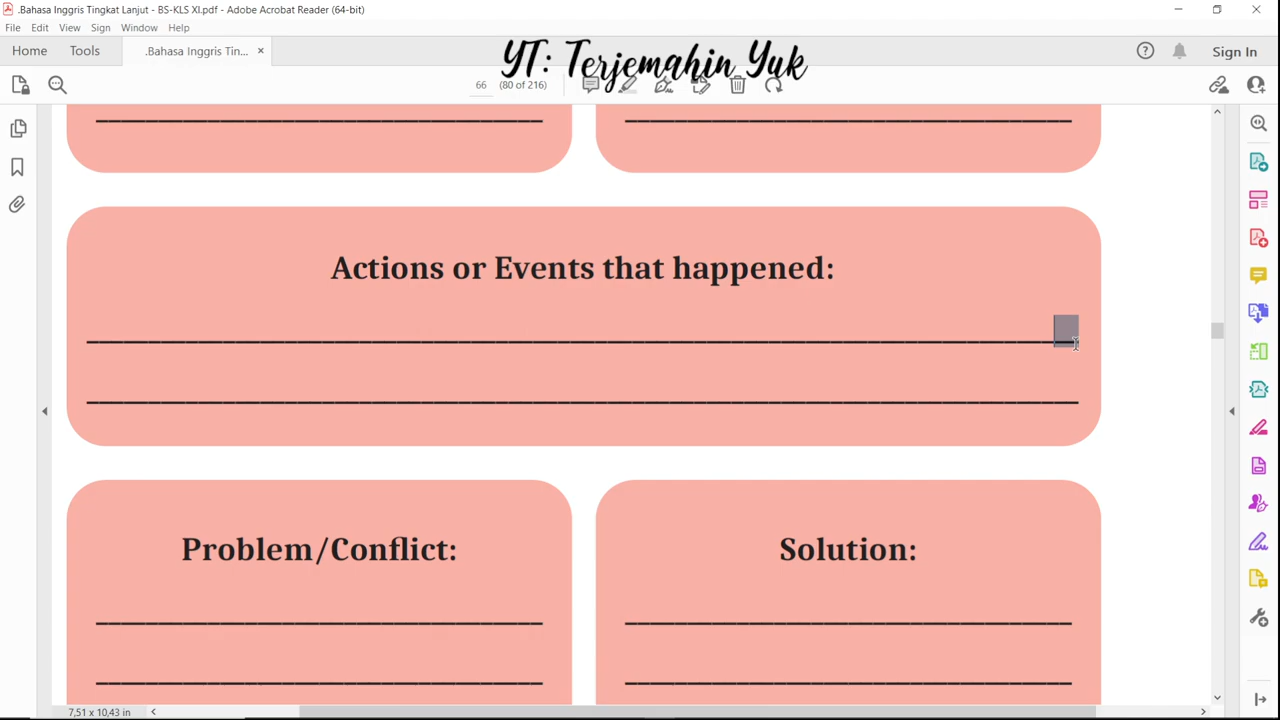 .Bahasa Inggris Tingkat Lanjut - BS-KLS XI.pdf - Adobe Acrobat Reader (64-bit)
File Edit View Sign Window Help
Home Tools .Bahasa Inggris Tin... × Sign In
YT: Terjemahin Yuk
66 (80 of 216)
Actions or Events that happened:
Problem/Conflict:
Solution:
7,51 x 10,43 in